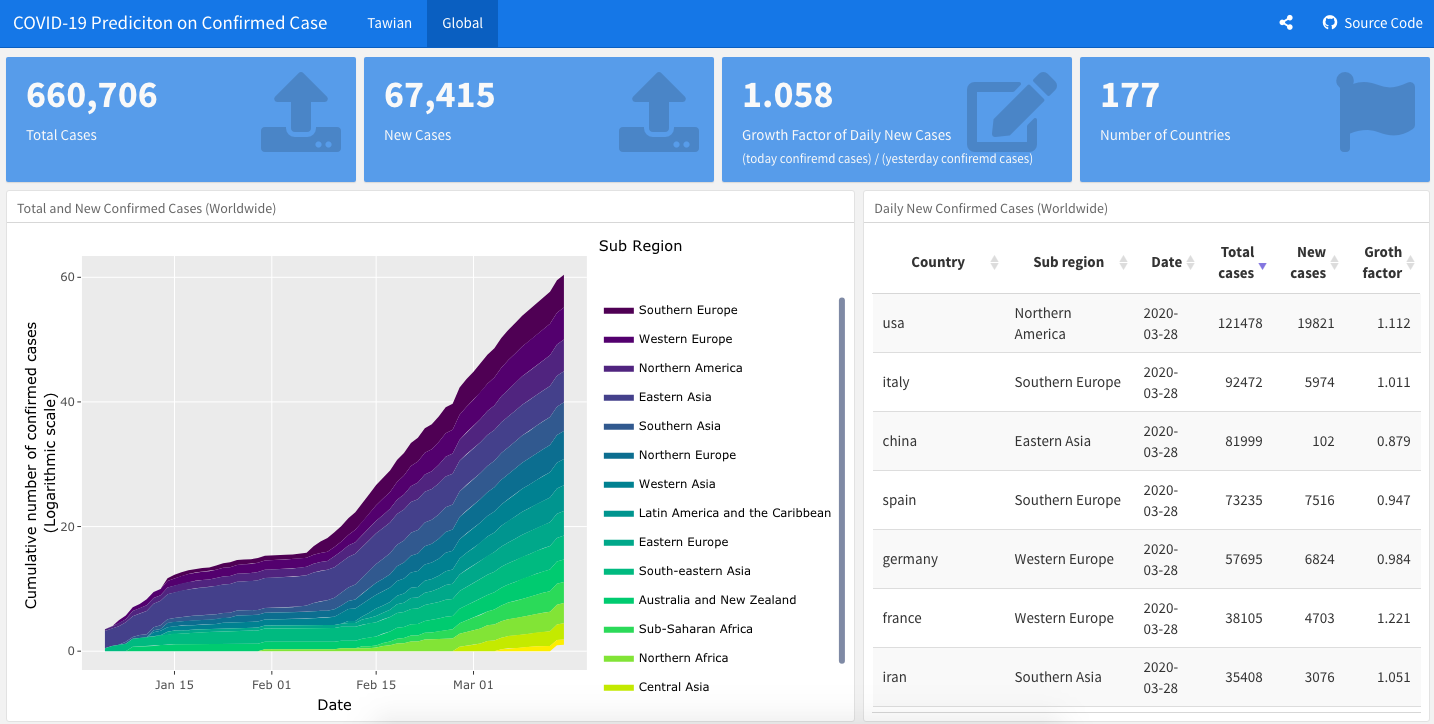 COVID-19 Prediciton on Confirmed Case
Tawian
Global
Source Code
660,706
Total Cases
67,415
New Cases
1.058
Growth Factor of Daily New Cases
(today confiremd cases) / (yesterday confiremd cases)
177
Number of Countries
Total and New Confirmed Cases (Worldwide)
Cumulative number of confirmed cases
(Logarithmic scale)
60
40
20
0
Jan 15
Feb 01
Feb 15
Mar 01
Date
Sub Region
Southern Europe
Western Europe
Northern America
Eastern Asia
Southern Asia
Northern Europe
Western Asia
Latin America and the Caribbean
Eastern Europe
South-eastern Asia
Australia and New Zealand
Sub-Saharan Africa
Northern Africa
Central Asia
Daily New Confirmed Cases (Worldwide)
Country Sub region Date Total cases New cases Groth factor
usa Northern America 2020-03-28 121478 19821 1.112
italy Southern Europe 2020-03-28 92472 5974 1.011
china Eastern Asia 2020-03-28 81999 102 0.879
spain Southern Europe 2020-03-28 73235 7516 0.947
germany Western Europe 2020-03-28 57695 6824 0.984
france Western Europe 2020-03-28 38105 4703 1.221
iran Southern Asia 2020-03-28 35408 3076 1.051